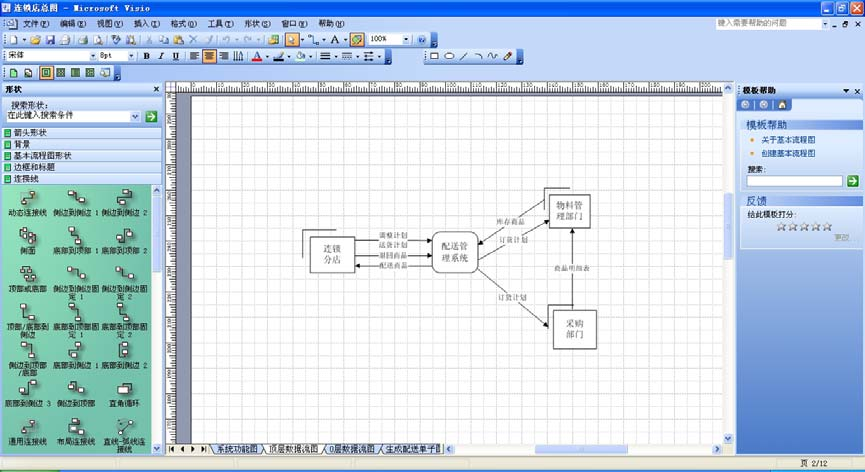 连锁店总图 - Microsoft Visio
文件(F) 编辑(E) 视图(V) 插入(I) 格式(O) 工具(T) 形状(S) 窗口(W) 帮助(H)
键入需要帮助的问题
100%
宋体 8pt
形状
搜索形状:
在此键入搜索条件
箭头形状
背景
基本流程图形状
边框和标题
连接线
动态连接线 侧边到侧边 1 侧边到侧边 2
侧面 底部到顶部 1 底部到顶部 2
顶部或底部 侧边到侧边固定 1 侧边到侧边固定 2
顶部/底部到侧边 底部到顶部固定 1 底部到顶部固定 2
侧边到顶部/底部 底部到侧边 1 底部到侧边 2
底部到侧边 3 侧边到顶部 直角循环
通用连接线 布局连接线 直线-弧线连接线
物料管
理部门
库存商品
订货计划
连锁
分店
送货计划
退回商品
配送商品
配送管
理系统
商品明细表
订货计划
采购
部门
模板帮助
模板帮助
关于基本流程图
创建基本流程图
搜索:
反馈
给此模板打分:
更改...
系统功能图 顶层数据流图 0层数据流图 生成配送单子图
页 2/12